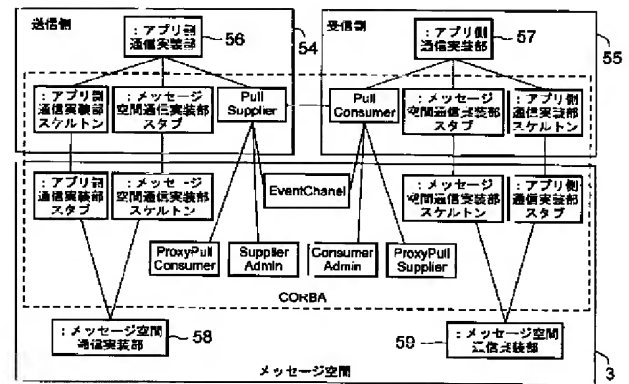 送信側
：アプリ側
通信実装部
56
54
：アプリ側
通信実装部
スケルトン
：メッセージ
空間通信実装部
スタブ
Pull
Supplier
受信側
：アプリ側
通信実装部
57
55
Pull
Consumer
：メッセージ
空間通信実装部
スタブ
：アプリ側
通信実装部
スケルトン
：アプリ側
通信実装部
スタブ
：メッセージ
空間通信実装部
スケルトン
EventChanel
：メッセージ
空間通信実装部
スケルトン
：アプリ側
通信実装部
スタブ
ProxyPull
Consumer
Supplier
Admin
Consumer
Admin
ProxyPull
Supplier
CORBA
：メッセージ空間
通信実装部
58
59
：メッセージ空間
通信実装部
メッセージ空間
3